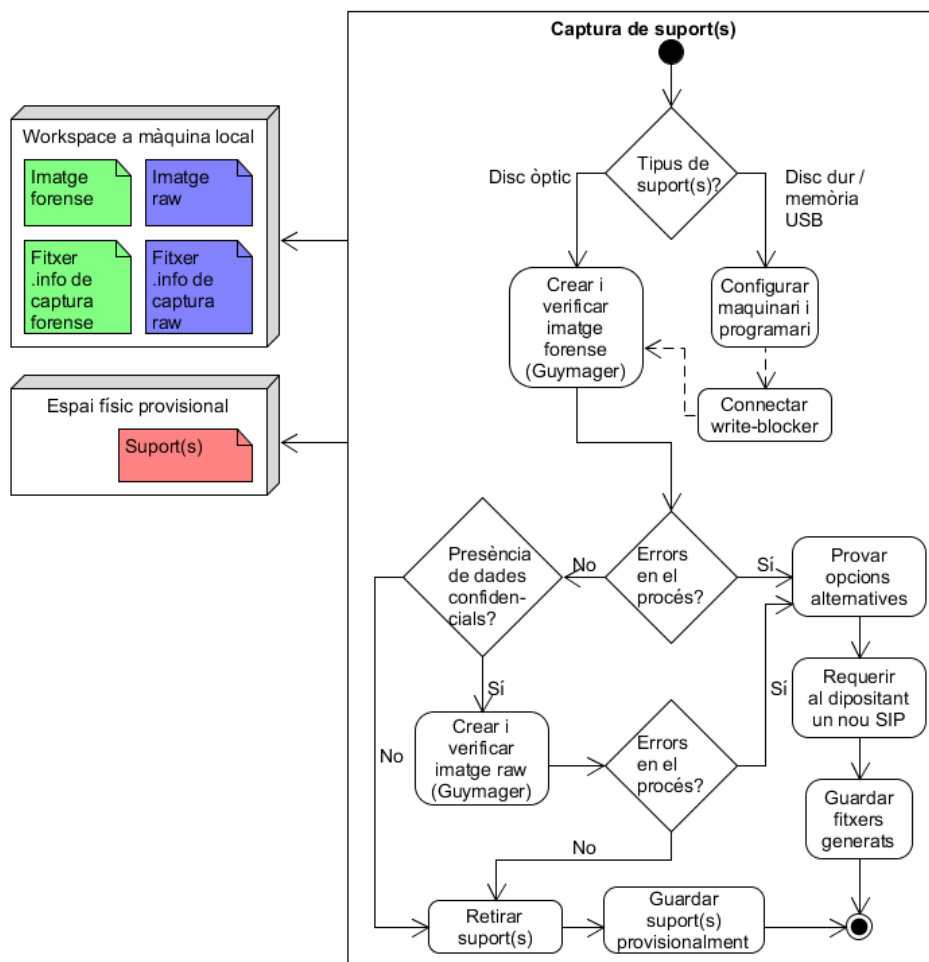 Captura de suport(s)
Workspace a màquina local
Imatge
forense
Imatge
raw
Fitxer
.info de
captura
forense
Fitxer
.info de
captura
raw
Espai físic provisional
Suport(s)
Tipus de
suport(s)?
Disc òptic
Disc dur /
memòria
USB
Crear i
verificar
imatge
forense
(Guymager)
Configurar
maquinari i
programari
Connectar
write-blocker
Errors
en el
procés?
No
Sí
Presència
de dades
confiden-
cials?
Provar
opcions
alternatives
Sí
No
Crear i
verificar
imatge raw
(Guymager)
Errors
en el
procés?
Sí
No
Requerir
al dipositant
un nou SIP
Guardar
fitxers
generats
Retirar
suport(s)
Guardar
suport(s)
provisionalment